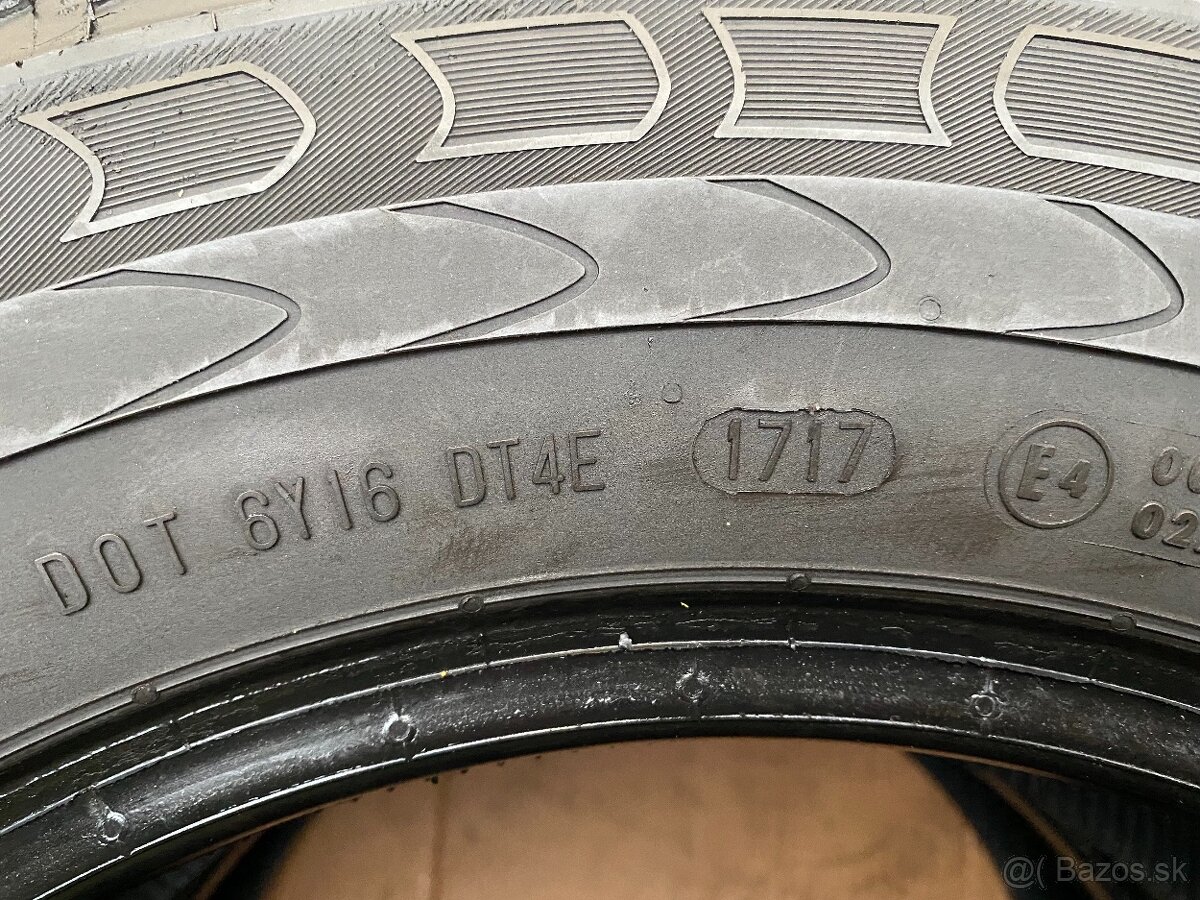 DOT 6Y16 DT4E 1717 E4
@( Bazos.sk